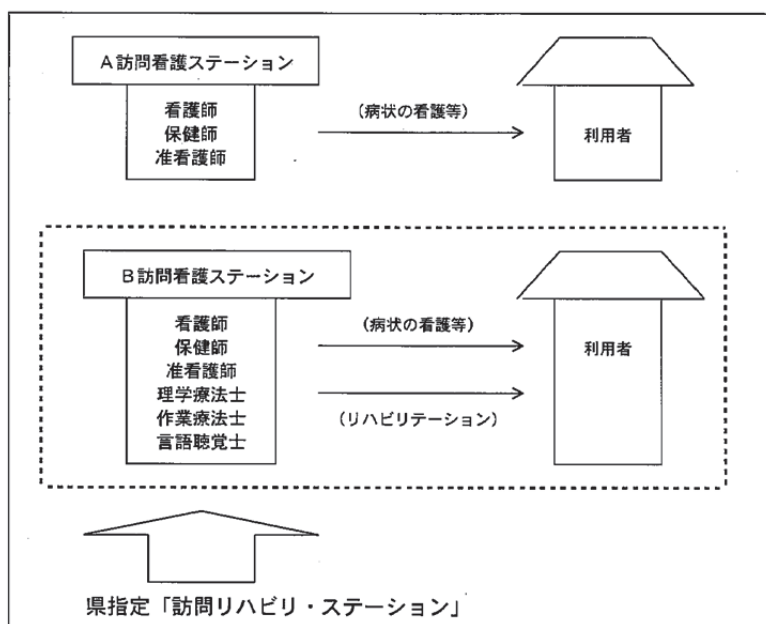 A訪問看護ステーション
看護師
保健師
准看護師
(病状の看護等)
利用者
B訪問看護ステーション
看護師
保健師
准看護師
理学療法士
作業療法士
言語聴覚士
(病状の看護等)
(リハビリテーション)
利用者
県指定「訪問リハビリ・ステーション」